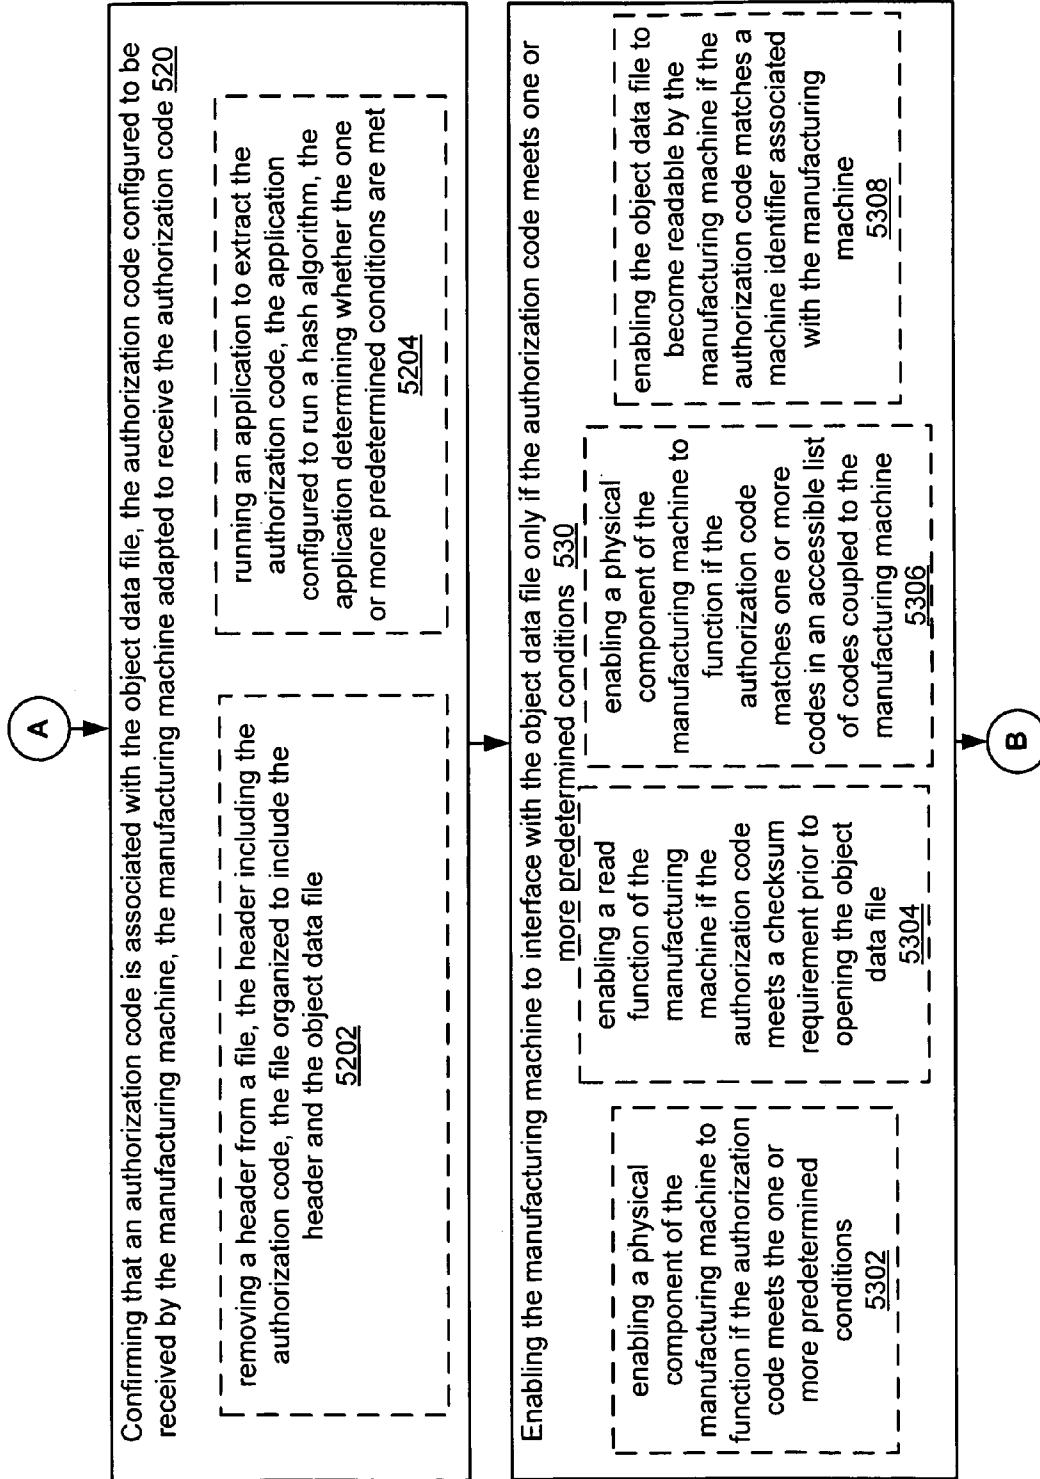 A
Confirming that an authorization code is associated with the object data file, the authorization code configured to be
received by the manufacturing machine, the manufacturing machine adapted to receive the authorization code 520
removing a header from a file, the header including the
authorization code, the file organized to include the
header and the object data file
5202
running an application to extract the
authorization code, the application
configured to run a hash algorithm, the
application determining whether the one
or more predetermined conditions are met
5204
Enabling the manufacturing machine to interface with the object data file only if the authorization code meets one or
more predetermined conditions 530
enabling a physical
component of the
manufacturing machine to
function if the authorization
code meets the one or
more predetermined
conditions
5302
enabling a read
function of the
manufacturing
machine if the
authorization code
meets a checksum
requirement prior to
opening the object
data file
5304
enabling a physical
component of the
manufacturing machine to
function if the
authorization code
matches one or more
codes in an accessible list
of codes coupled to the
manufacturing machine
5306
enabling the object data file to
become readable by the
manufacturing machine if the
authorization code matches a
machine identifier associated
with the manufacturing
machine
5308
B